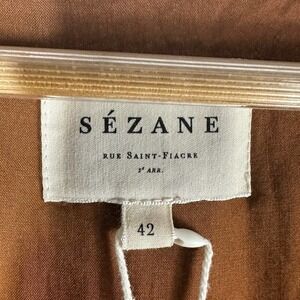 SÉZANE
RUE SAINT-FIACRE
2ᵉ ARR.
42